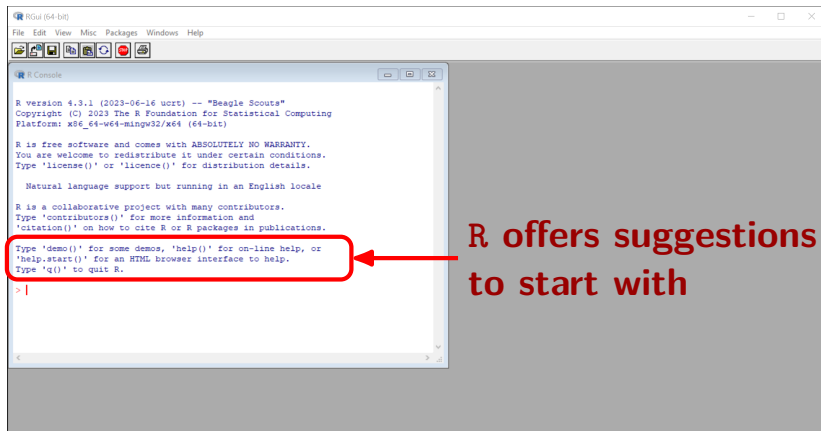 RGui (64-bit)
File Edit View Misc Packages Windows Help
R Console
R version 4.3.1 (2023-06-16 ucrt) -- "Beagle Scouts"
Copyright (C) 2023 The R Foundation for Statistical Computing
Platform: x86_64-w64-mingw32/x64 (64-bit)
R is free software and comes with ABSOLUTELY NO WARRANTY.
You are welcome to redistribute it under certain conditions.
Type 'license()' or 'licence()' for distribution details.
Natural language support but running in an English locale
R is a collaborative project with many contributors.
Type 'contributors()' for more information and
'citation()' on how to cite R or R packages in publications.
Type 'demo()' for some demos, 'help()' for on-line help, or
'help.start()' for an HTML browser interface to help.
Type 'q()' to quit R.
>
R offers suggestions
to start with